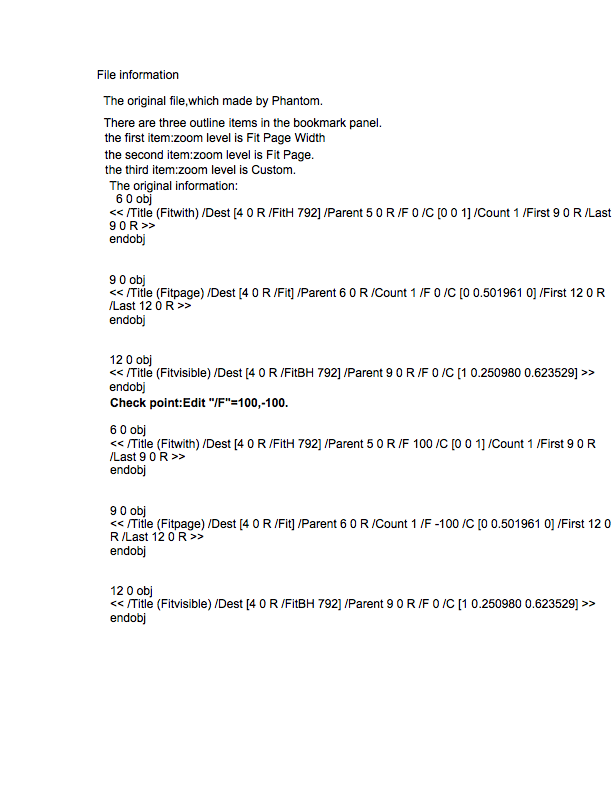 File information
The original file,which made by Phantom.
There are three outline items in the bookmark panel.
the first item:zoom level is Fit Page Width
the second item:zoom level is Fit Page.
the third item:zoom level is Custom.
The original information:
6 0 obj
<< /Title (Fitwith) /Dest [4 0 R /FitH 792] /Parent 5 0 R /F 0 /C [0 0 1] /Count 1 /First 9 0 R /Last
9 0 R >>
endobj
9 0 obj
<< /Title (Fitpage) /Dest [4 0 R /Fit] /Parent 6 0 R /Count 1 /F 0 /C [0 0.501961 0] /First 12 0 R
/Last 12 0 R >>
endobj
12 0 obj
<< /Title (Fitvisible) /Dest [4 0 R /FitBH 792] /Parent 9 0 R /F 0 /C [1 0.250980 0.623529] >>
endobj
Check point:Edit "/F"=100,-100.
6 0 obj
<< /Title (Fitwith) /Dest [4 0 R /FitH 792] /Parent 5 0 R /F 100 /C [0 0 1] /Count 1 /First 9 0 R
/Last 9 0 R >>
endobj
9 0 obj
<< /Title (Fitpage) /Dest [4 0 R /Fit] /Parent 6 0 R /Count 1 /F -100 /C [0 0.501961 0] /First 12 0
R /Last 12 0 R >>
endobj
12 0 obj
<< /Title (Fitvisible) /Dest [4 0 R /FitBH 792] /Parent 9 0 R /F 0 /C [1 0.250980 0.623529] >>
endobj